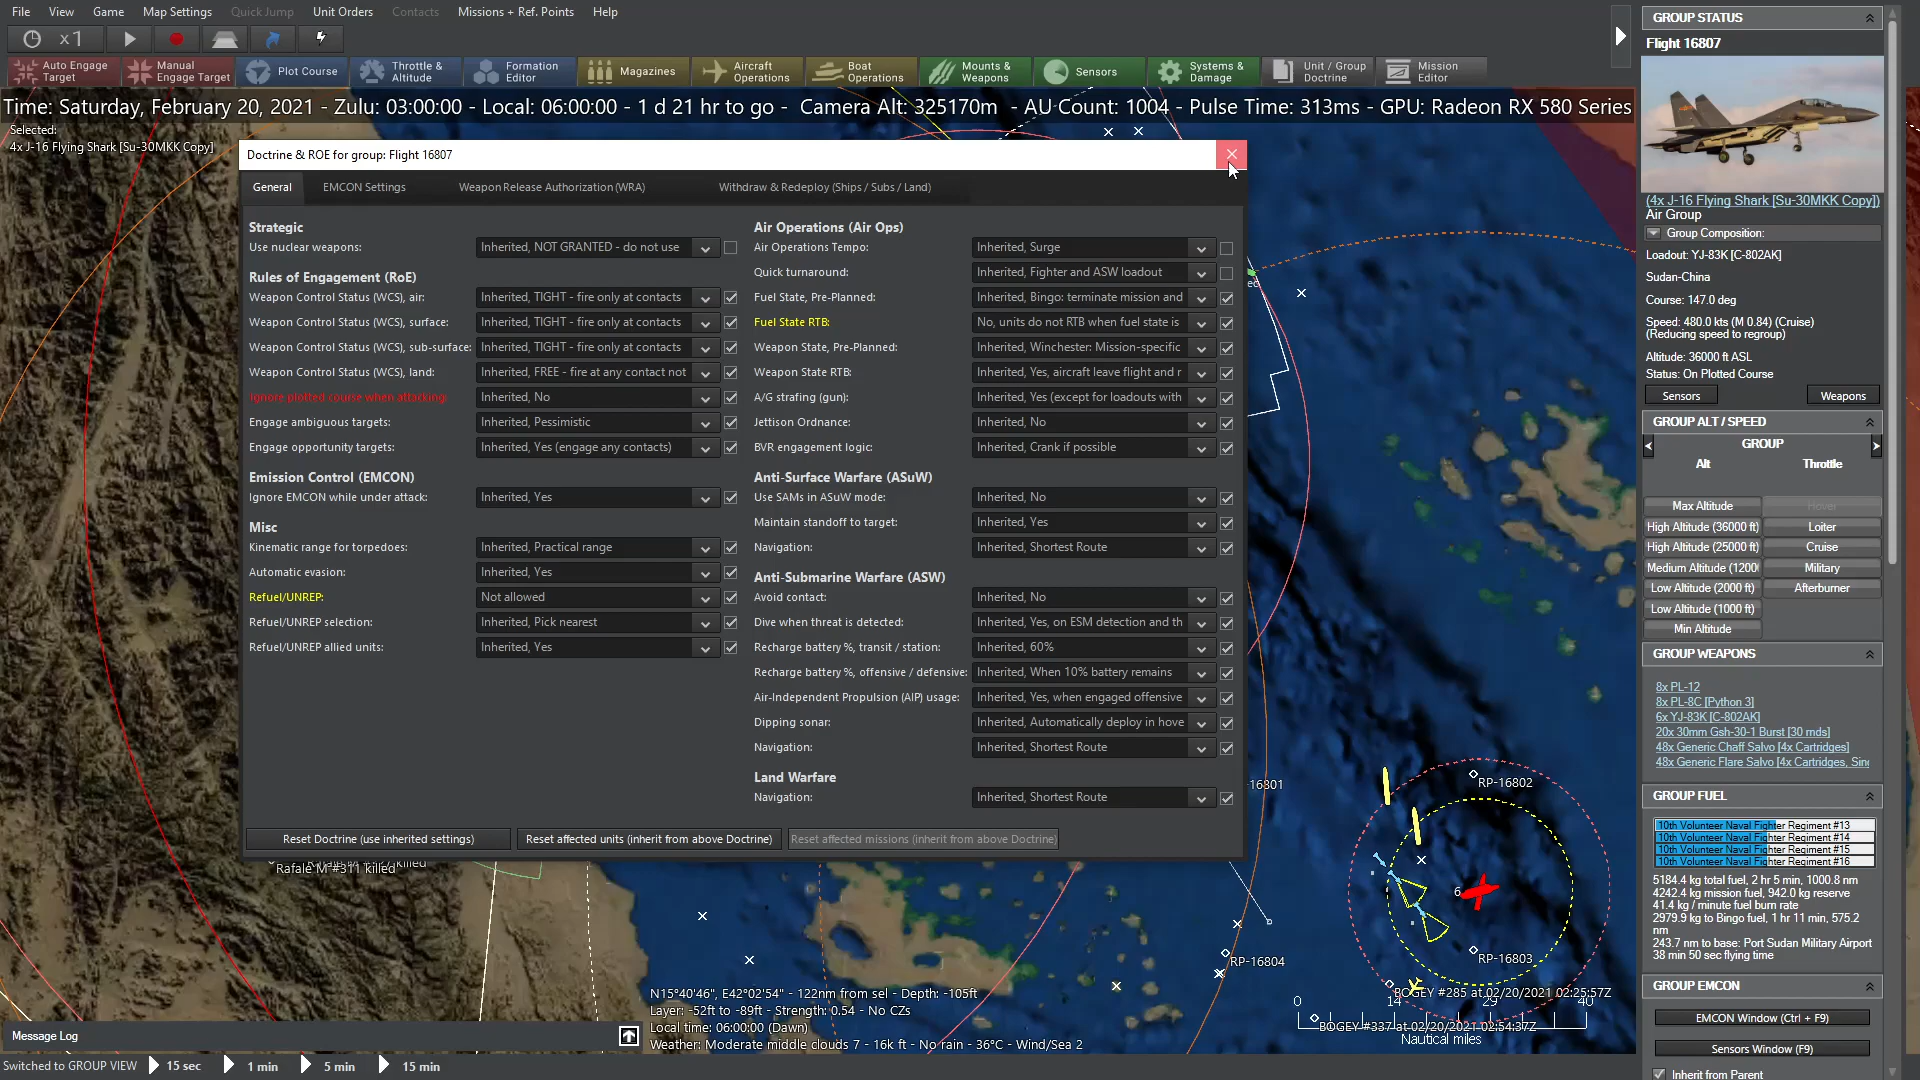 File View Game Map Settings Quick Jump Unit Orders Contacts Missions + Ref. Points Help
x1
Auto Engage Target
Manual Engage Target
Plot Course
Throttle & Altitude
Formation Editor
Magazines
Aircraft Operations
Boat Operations
Mounts & Weapons
Sensors
Systems & Damage
Unit / Group Doctrine
Mission Editor
Time: Saturday, February 20, 2021 - Zulu: 03:00:00 - Local: 06:00:00 - 1 d 21 hr to go - Camera Alt: 325170m - AU Count: 1004 - Pulse Time: 313ms - GPU: Radeon RX 580 Series
Selected:
4x J-16 Flying Shark [Su-30MKK Copy]
Doctrine & ROE for group: Flight 16807
General EMCON Settings Weapon Release Authorization (WRA) Withdraw & Redeploy (Ships / Subs / Land)
Strategic
Use nuclear weapons: Inherited, NOT GRANTED - do not use
Rules of Engagement (RoE)
Weapon Control Status (WCS), air: Inherited, TIGHT - fire only at contacts
Weapon Control Status (WCS), surface: Inherited, TIGHT - fire only at contacts
Weapon Control Status (WCS), sub-surface: Inherited, TIGHT - fire only at contacts
Weapon Control Status (WCS), land: Inherited, FREE - fire at any contact not
Ignore plotted course when attacking: Inherited, No
Engage ambiguous targets: Inherited, Pessimistic
Engage opportunity targets: Inherited, Yes (engage any contacts)
Emission Control (EMCON)
Ignore EMCON while under attack: Inherited, Yes
Misc
Kinematic range for torpedoes: Inherited, Practical range
Automatic evasion: Inherited, Yes
Refuel/UNREP: Not allowed
Refuel/UNREP selection: Inherited, Pick nearest
Refuel/UNREP allied units: Inherited, Yes
Air Operations (Air Ops)
Air Operations Tempo: Inherited, Surge
Quick turnaround: Inherited, Fighter and ASW loadout
Fuel State, Pre-Planned: Inherited, Bingo: terminate mission and
Fuel State RTB: No, units do not RTB when fuel state is
Weapon State, Pre-Planned: Inherited, Winchester: Mission-specific
Weapon State RTB: Inherited, Yes, aircraft leave flight and r
A/G strafing (gun): Inherited, Yes (except for loadouts with
Jettison Ordnance: Inherited, No
BVR engagement logic: Inherited, Crank if possible
Anti-Surface Warfare (ASuW)
Use SAMs in ASuW mode: Inherited, No
Maintain standoff to target: Inherited, Yes
Navigation: Inherited, Shortest Route
Anti-Submarine Warfare (ASW)
Avoid contact: Inherited, No
Dive when threat is detected: Inherited, Yes, on ESM detection and th
Recharge battery %, transit / station: Inherited, 60%
Recharge battery %, offensive / defensive: Inherited, When 10% battery remains
Air-Independent Propulsion (AIP) usage: Inherited, Yes, when engaged offensive
Dipping sonar: Inherited, Automatically deploy in hove
Navigation: Inherited, Shortest Route
Land Warfare
Navigation: Inherited, Shortest Route
Reset Doctrine (use inherited settings) Reset affected units (inherit from above Doctrine) Reset affected missions (inherit from above Doctrine)
Rafale M #311 killed
16801
RP-16802
6
RP-16803
RP-16804
BOGEY #285 at 02/20/2021 02:25:57Z
0 14 29 40
BOGEY #337 at 02/20/2021 02:54:37Z
Nautical miles
N15°40'46", E42°02'54" - 122nm from sel - Depth: -105ft
Layer: -52ft to -89ft - Strength: 0.54 - No CZs
Local time: 06:00:00 (Dawn)
Weather: Moderate middle clouds 7 - 16k ft - No rain - 36°C - Wind/Sea 2
Message Log
Switched to GROUP VIEW 15 sec 1 min 5 min 15 min
GROUP STATUS
Flight 16807
(4x J-16 Flying Shark [Su-30MKK Copy])
Air Group
Group Composition:
Loadout: YJ-83K [C-802AK]
Sudan-China
Course: 147.0 deg
Speed: 480.0 kts (M 0.84) (Cruise)
(Reducing speed to regroup)
Altitude: 36000 ft ASL
Status: On Plotted Course
Sensors Weapons
GROUP ALT / SPEED
GROUP
Alt Throttle
Max Altitude Hover
High Altitude (36000 ft) Loiter
High Altitude (25000 ft) Cruise
Medium Altitude (1200 Military
Low Altitude (2000 ft) Afterburner
Low Altitude (1000 ft)
Min Altitude
GROUP WEAPONS
8x PL-12
8x PL-8C [Python 3]
6x YJ-83K [C-802AK]
20x 30mm Gsh-30-1 Burst [30 rnds]
48x Generic Chaff Salvo [4x Cartridges]
48x Generic Flare Salvo [4x Cartridges, Sing
GROUP FUEL
10th Volunteer Naval Fighter Regiment #13
10th Volunteer Naval Fighter Regiment #14
10th Volunteer Naval Fighter Regiment #15
10th Volunteer Naval Fighter Regiment #16
5184.4 kg total fuel, 2 hr 5 min, 1000.8 nm
4242.4 kg mission fuel, 942.0 kg reserve
41.4 kg / minute fuel burn rate
2979.9 kg to Bingo fuel, 1 hr 11 min, 575.2
nm
243.7 nm to base: Port Sudan Military Airport
38 min 50 sec flying time
GROUP EMCON
EMCON Window (Ctrl + F9)
Sensors Window (F9)
Inherit from Parent